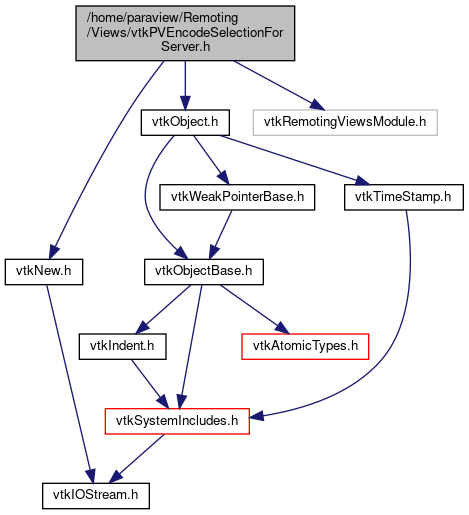 /home/paraview/Remoting
/Views/vtkPVEncodeSelectionFor
Server.h
vtkObject.h
vtkRemotingViewsModule.h
vtkWeakPointerBase.h
vtkTimeStamp.h
vtkNew.h
vtkObjectBase.h
vtkIndent.h
vtkAtomicTypes.h
vtkSystemIncludes.h
vtkIOStream.h